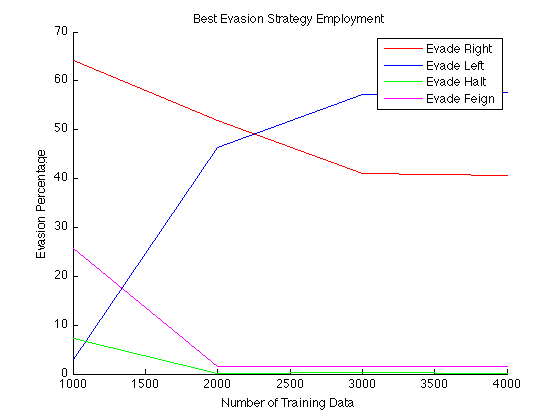 Best Evasion Strategy Employment
70
60
50
40
30
20
10
0
Evasion Percentage
Evade Right
Evade Left
Evade Halt
Evade Feign
1000 1500 2000 2500 3000 3500 4000
Number of Training Data